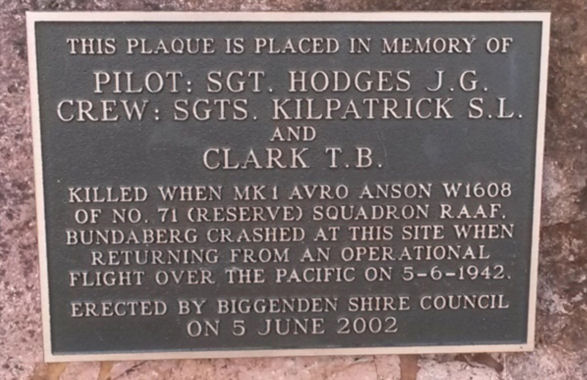 THIS PLAQUE IS PLACED IN MEMORY OF
PILOT: SGT. HODGES J.G.
CREW: SGTS. KILPATRICK S.L.
AND
CLARK T.B.
KILLED WHEN MK1 AVRO ANSON W1608
OF NO. 71 (RESERVE) SQUADRON RAAF,
BUNDABERG CRASHED AT THIS SITE WHEN
RETURNING FROM AN OPERATIONAL
FLIGHT OVER THE PACIFIC ON 5-6-1942.
ERECTED BY BIGGENDEN SHIRE COUNCIL
ON 5 JUNE 2002